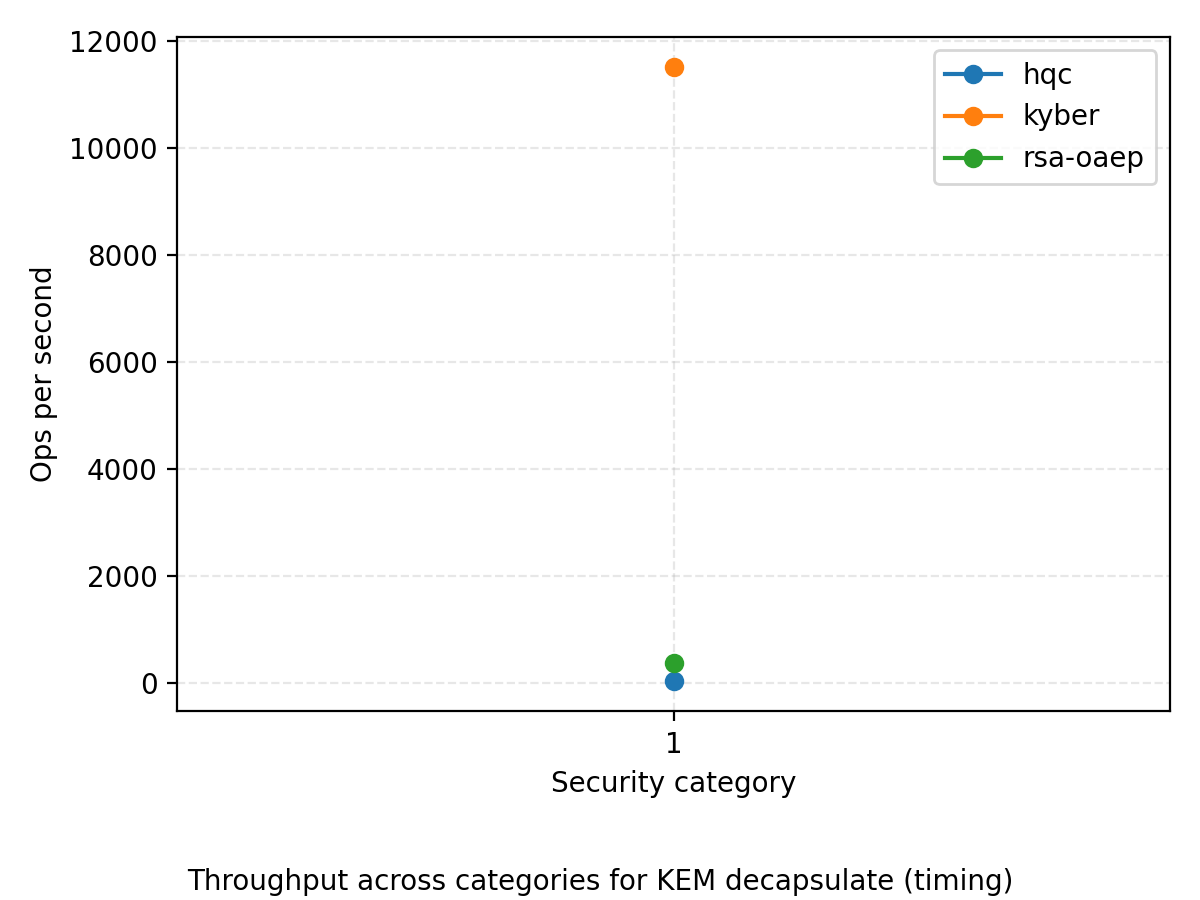 12000
10000
8000
6000
4000
2000
0
Ops per second
hqc
kyber
rsa-oaep
1
Security category
Throughput across categories for KEM decapsulate (timing)